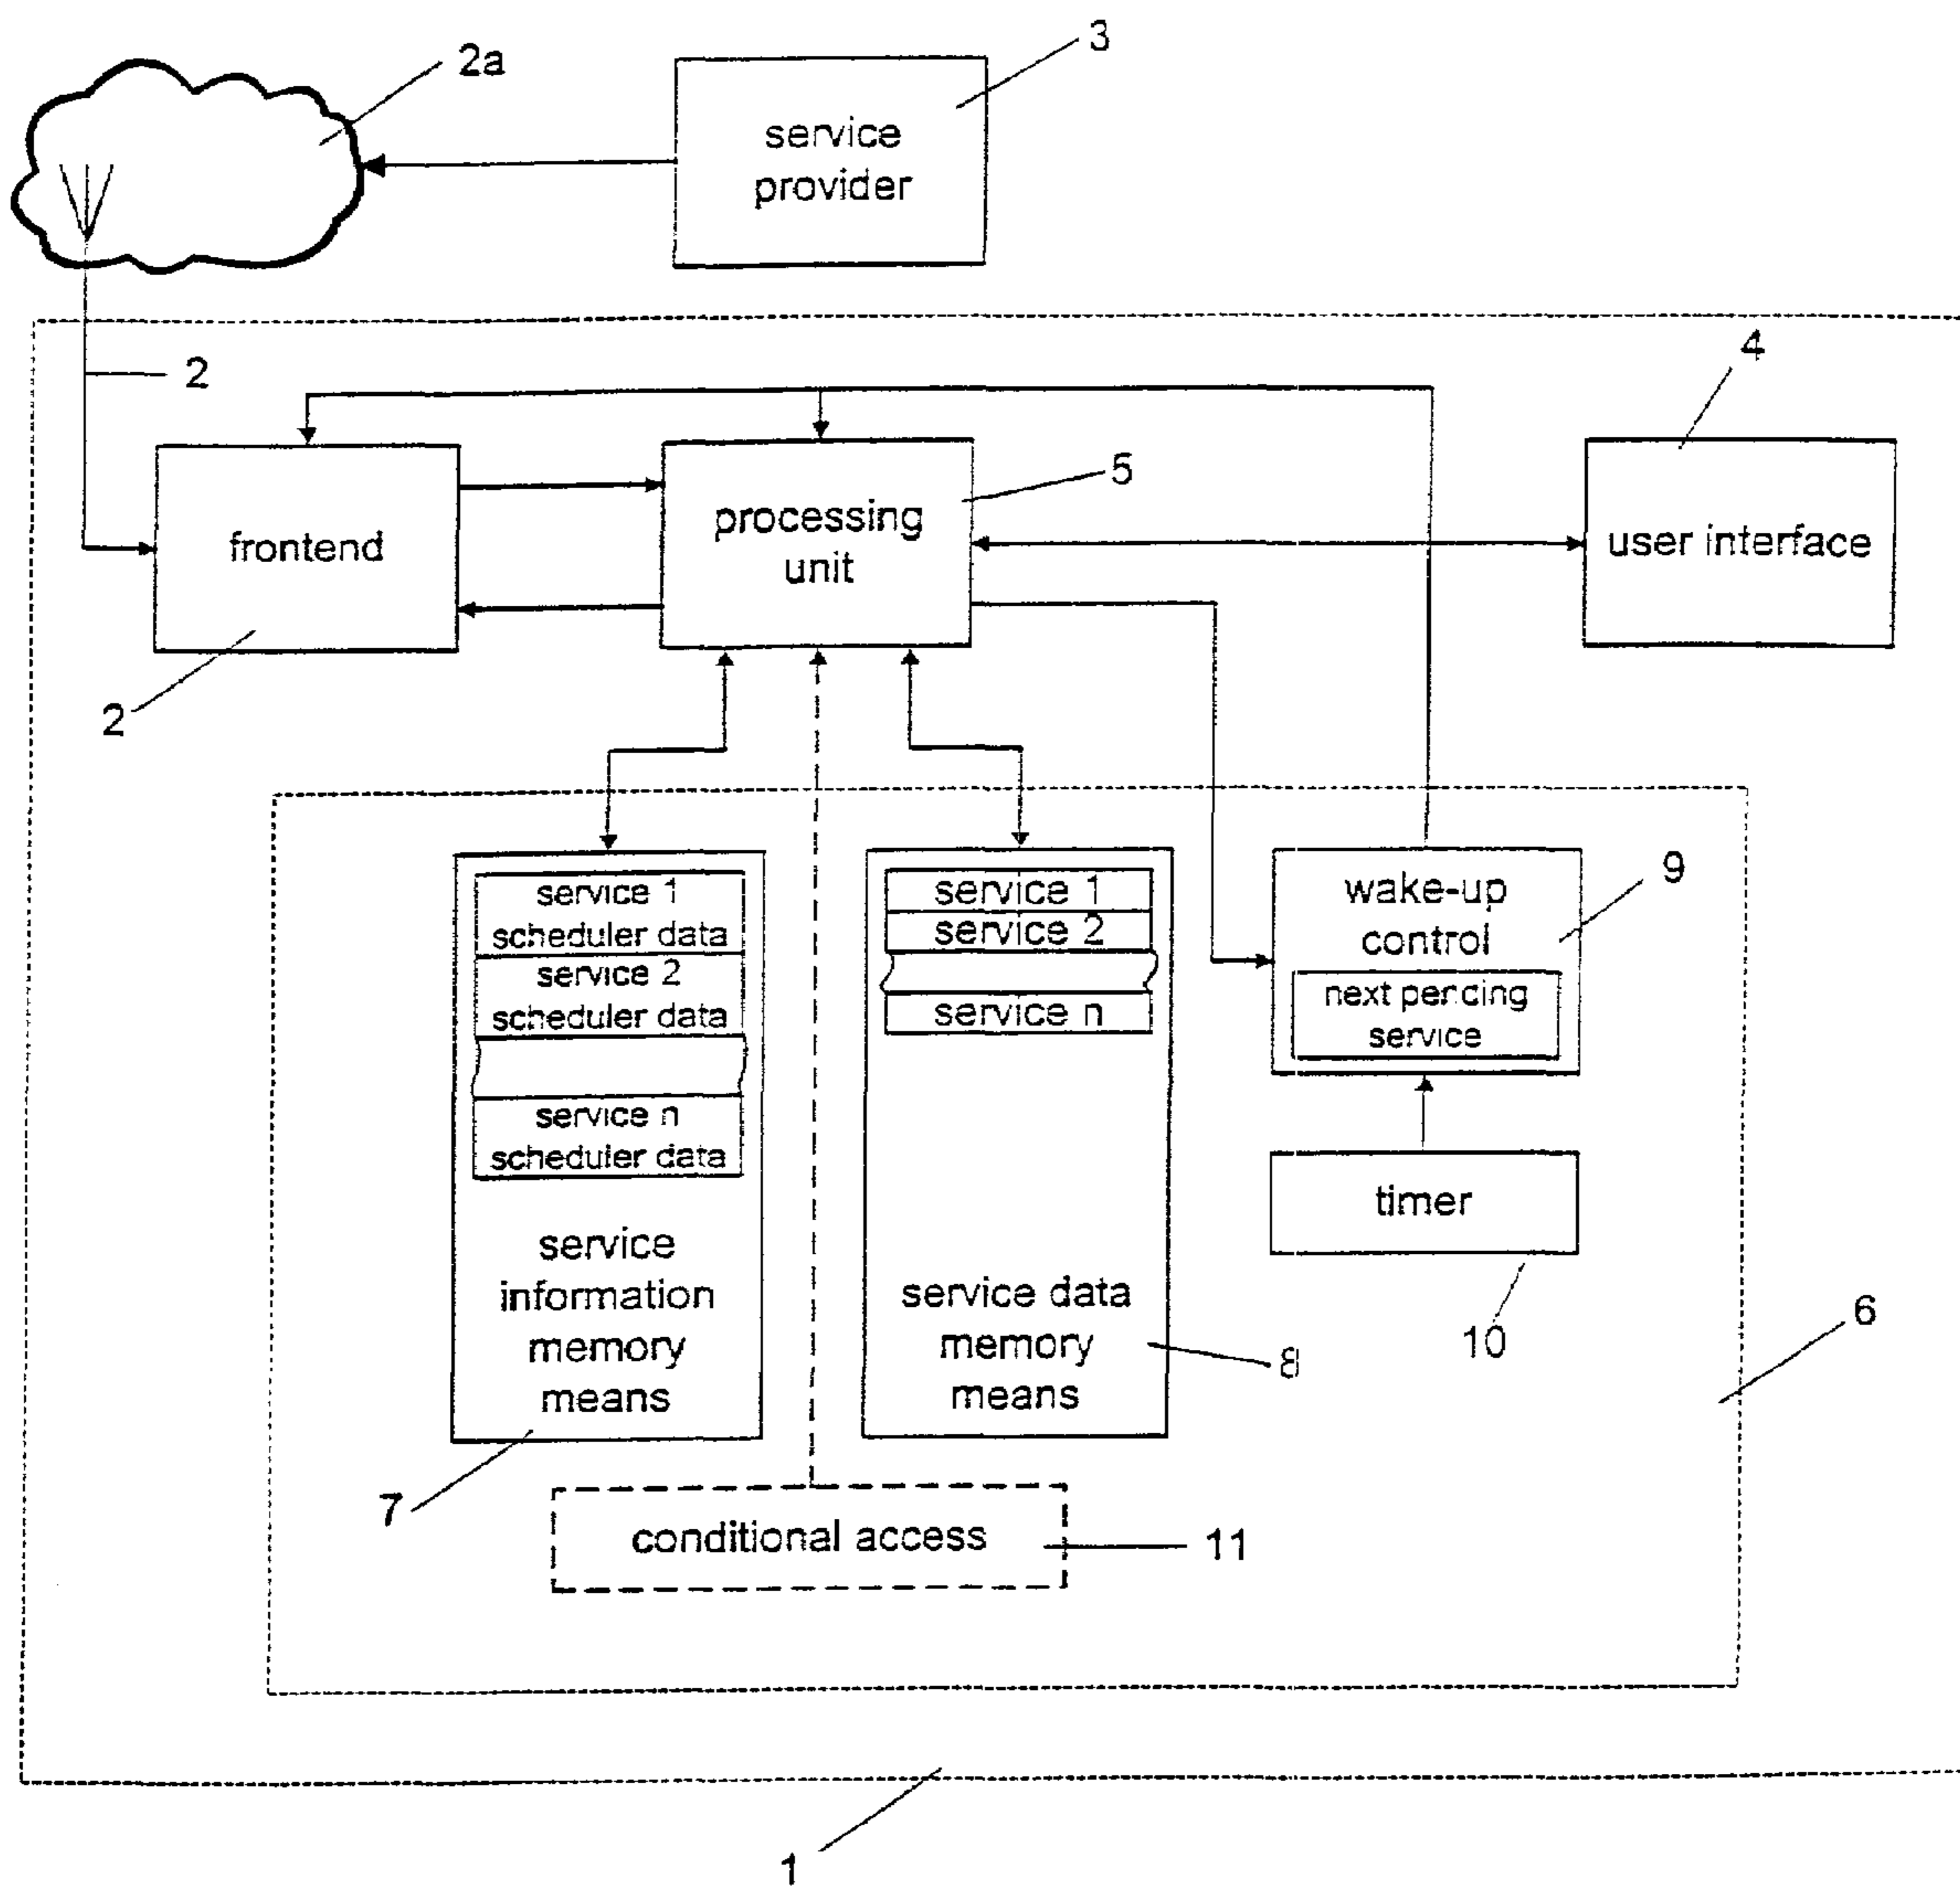 2a
3
service
provider
2
4
frontend
processing
unit
5
user interface
2
service 1
scheduler data
service 2
scheduler data
service n
scheduler data
service
information
memory
means
7
service 1
service 2
service n
service data
memory
means
8
wake-up
control
next pending
service
9
timer
10
6
conditional access
11
1